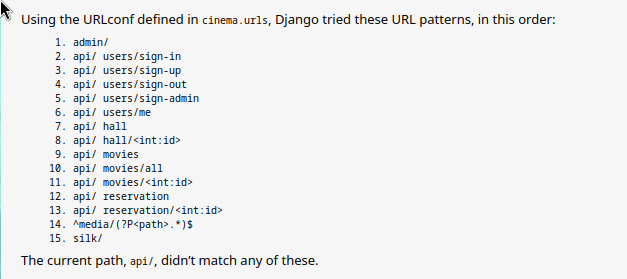 Using the URLconf defined in cinema.urls, Django tried these URL patterns, in this order:
1. admin/
2. api/ users/sign-in
3. api/ users/sign-up
4. api/ users/sign-out
5. api/ users/sign-admin
6. api/ users/me
7. api/ hall
8. api/ hall/<int:id>
9. api/ movies
10. api/ movies/all
11. api/ movies/<int:id>
12. api/ reservation
13. api/ reservation/<int:id>
14. ^media/(?P<path>.*)$
15. silk/
The current path, api/, didn’t match any of these.